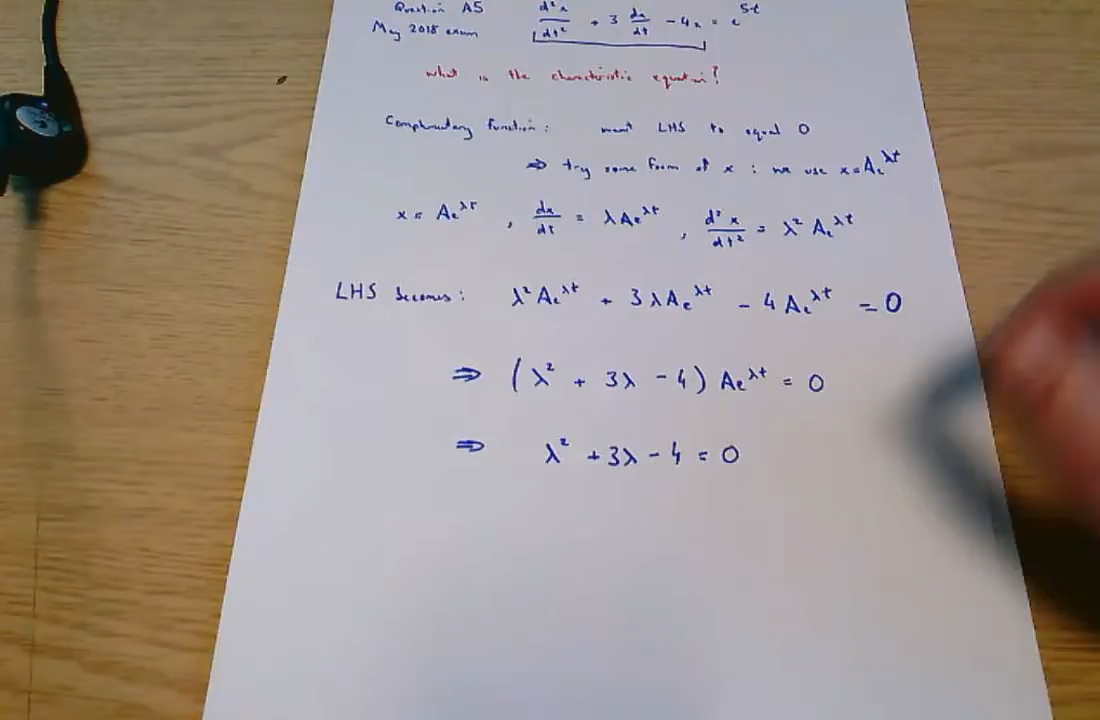 Question A5 d²x/dt² + 3 dx/dt - 4x = e^5t
May 2018 exam
what is the characteristic equation?
Complementary function: want LHS to equal 0
⇒ try some form of x : we use x = Ae^λt
x = Ae^λt , dx/dt = λAe^λt , d²x/dt² = λ² Ae^λt
LHS becomes: λ²Ae^λt + 3λAe^λt - 4Ae^λt = 0
⇒ (λ² + 3λ - 4) Ae^λt = 0
⇒ λ² + 3λ - 4 = 0